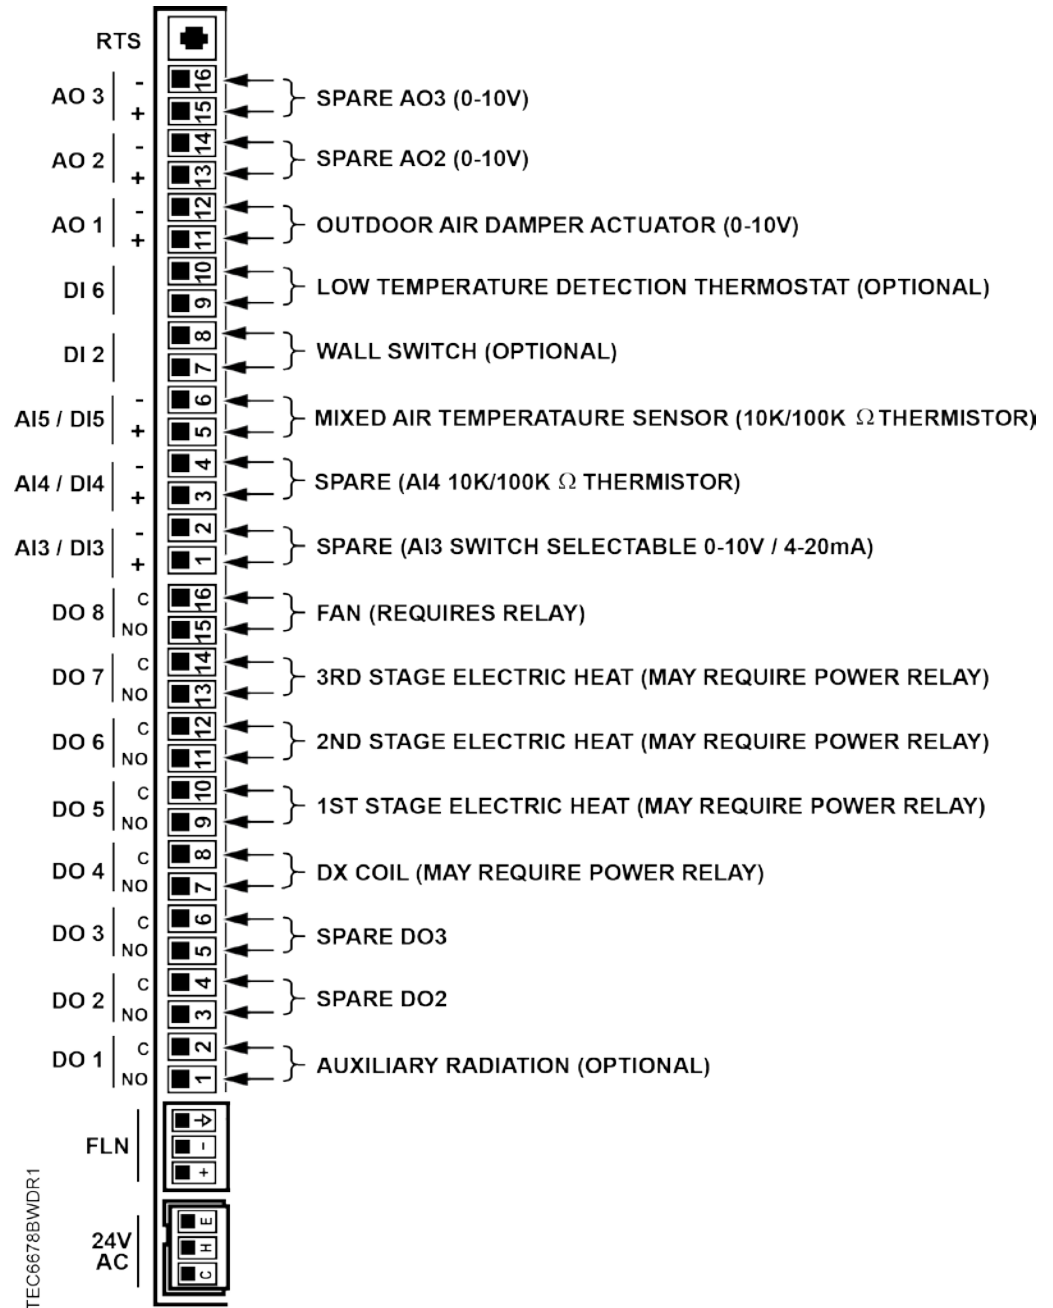 RTS
AO 3 - 16 SPARE AO3 (0-10V)
+ 15
AO 2 - 14 SPARE AO2 (0-10V)
+ 13
AO 1 - 12 OUTDOOR AIR DAMPER ACTUATOR (0-10V)
+ 11
DI 6 10 LOW TEMPERATURE DETECTION THERMOSTAT (OPTIONAL)
9
DI 2 8 WALL SWITCH (OPTIONAL)
7
AI5 / DI5 - 6 MIXED AIR TEMPERATAURE SENSOR (10K/100K Ω THERMISTOR)
+ 5
AI4 / DI4 - 4 SPARE (AI4 10K/100K Ω THERMISTOR)
+ 3
AI3 / DI3 - 2 SPARE (AI3 SWITCH SELECTABLE 0-10V / 4-20mA)
+ 1
DO 8 C 16 FAN (REQUIRES RELAY)
NO 15
DO 7 C 14 3RD STAGE ELECTRIC HEAT (MAY REQUIRE POWER RELAY)
NO 13
DO 6 C 12 2ND STAGE ELECTRIC HEAT (MAY REQUIRE POWER RELAY)
NO 11
DO 5 C 10 1ST STAGE ELECTRIC HEAT (MAY REQUIRE POWER RELAY)
NO 9
DO 4 C 8 DX COIL (MAY REQUIRE POWER RELAY)
NO 7
DO 3 C 6 SPARE DO3
NO 5
DO 2 C 4 SPARE DO2
NO 3
DO 1 C 2 AUXILIARY RADIATION (OPTIONAL)
NO 1
FLN
-
+
24V
AC
E
H
C
TEC6678BWDR1